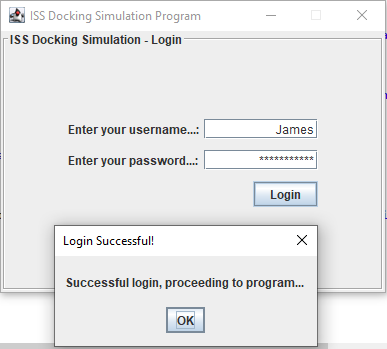 ISS Docking Simulation Program
ISS Docking Simulation - Login
Enter your username...: James
Enter your password...: ***********
Login
Login Successful!
Successful login, proceeding to program...
OK